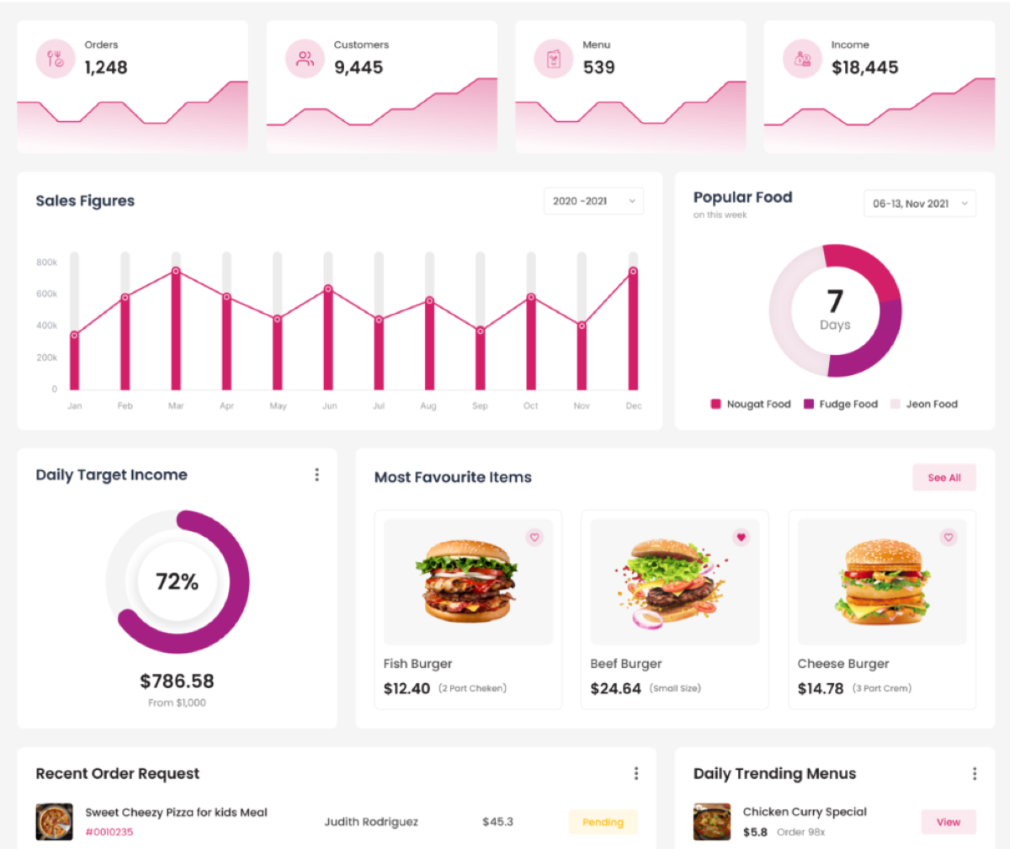 Orders
1,248
Customers
9,445
Menu
539
Income
$18,445
Sales Figures
2020 -2021
800k
600k
400k
200k
0
Jan Feb Mar Apr May Jun Jul Aug Sep Oct Nov Dec
Popular Food
on this week
06-13, Nov 2021
7
Days
Nougat Food Fudge Food Jeon Food
Daily Target Income
72%
$786.58
From $1,000
Most Favourite Items
See All
Fish Burger
$12.40 (2 Part Cheken)
Beef Burger
$24.64 (Small Size)
Cheese Burger
$14.78 (3 Part Crem)
Recent Order Request
Sweet Cheezy Pizza for kids Meal
#0010235
Judith Rodriguez
$45.3
Pending
Daily Trending Menus
Chicken Curry Special
$5.8 Order 98x
View